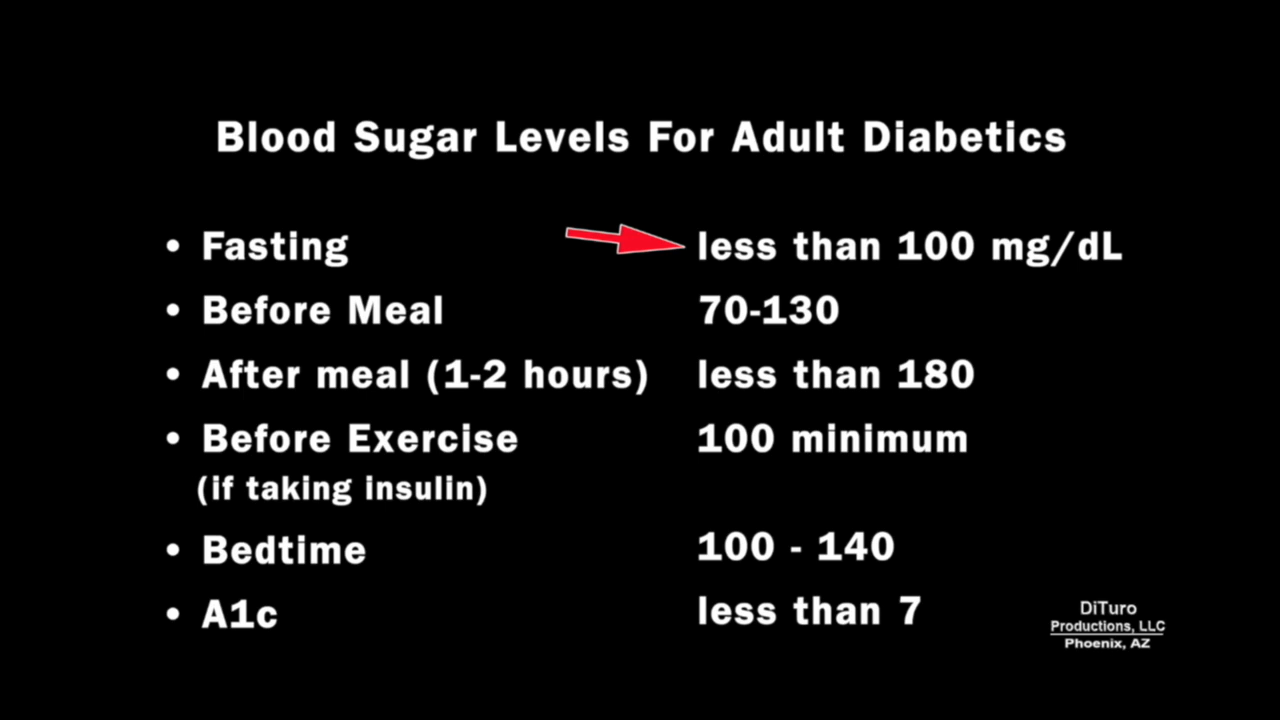 Blood Sugar Levels For Adult Diabetics
• Fasting less than 100 mg/dL
• Before Meal 70-130
• After meal (1-2 hours) less than 180
• Before Exercise 100 minimum
(if taking insulin)
• Bedtime 100 - 140
• A1c less than 7
DiTuro
Productions, LLC
Phoenix, AZ